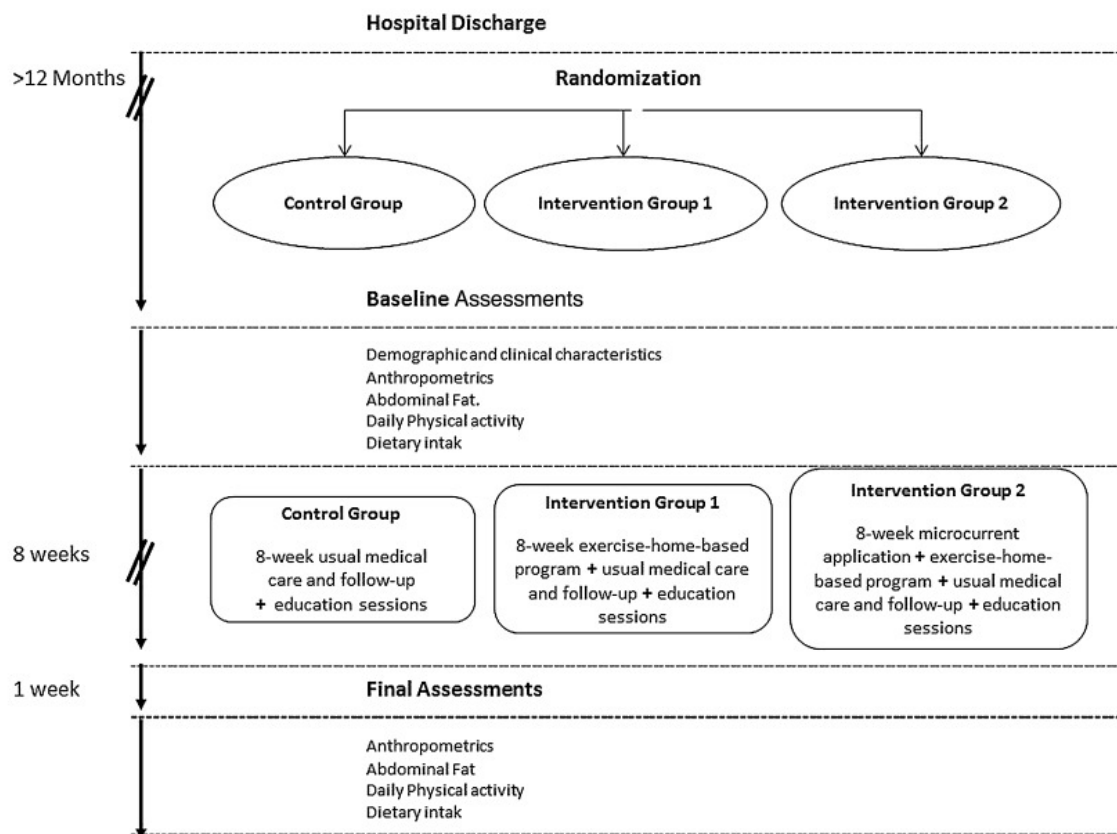 Hospital Discharge
>12 Months
Randomization
Control Group
Intervention Group 1
Intervention Group 2
Baseline Assessments
Demographic and clinical characteristics
Anthropometrics
Abdominal Fat.
Daily Physical activity
Dietary intak
8 weeks
Control Group
8-week usual medical
care and follow-up
+ education sessions
Intervention Group 1
8-week exercise-home-based
program + usual medical care
and follow-up + education
sessions
Intervention Group 2
8-week microcurrent
application + exercise-home-
based program + usual medical
care and follow-up + education
sessions
1 week
Final Assessments
Anthropometrics
Abdominal Fat
Daily Physical activity
Dietary intak